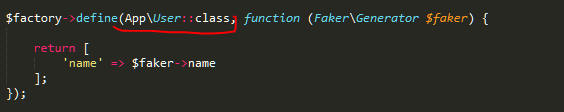 $factory->define(App\User::class, function (Faker\Generator $faker) {
return [
'name' => $faker->name
];
});